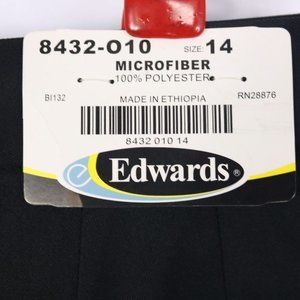 8432-O10 SIZE: 14
MICROFIBER
100% POLYESTER
BI132 MADE IN ETHIOPIA RN28876
8432 010 14
e Edwards